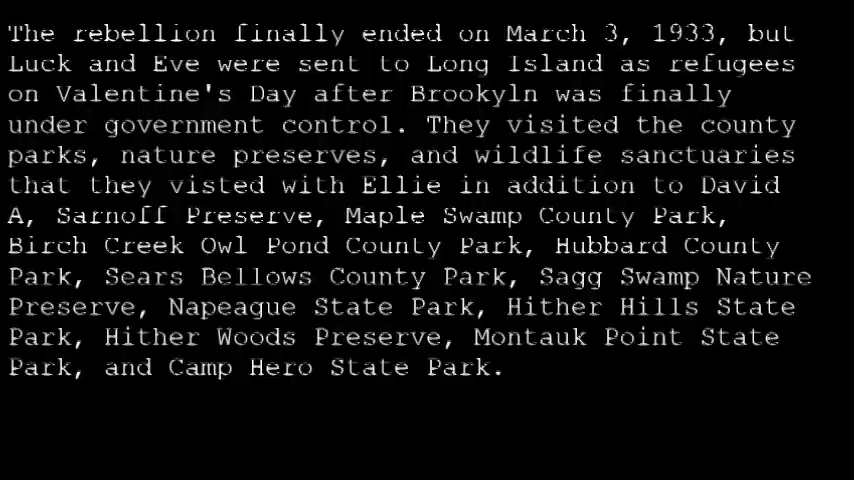 The rebellion finally ended on March 3, 1933, but
Luck and Eve were sent to Long Island as refugees
on Valentine's Day after Brookyln was finally
under government control. They visited the county
parks, nature preserves, and wildlife sanctuaries
that they visted with Ellie in addition to David
A, Sarnoff Preserve, Maple Swamp County Park,
Birch Creek Owl Pond County Park, Hubbard County
Park, Sears Bellows County Park, Sagg Swamp Nature
Preserve, Napeague State Park, Hither Hills State
Park, Hither Woods Preserve, Montauk Point State
Park, and Camp Hero State Park.